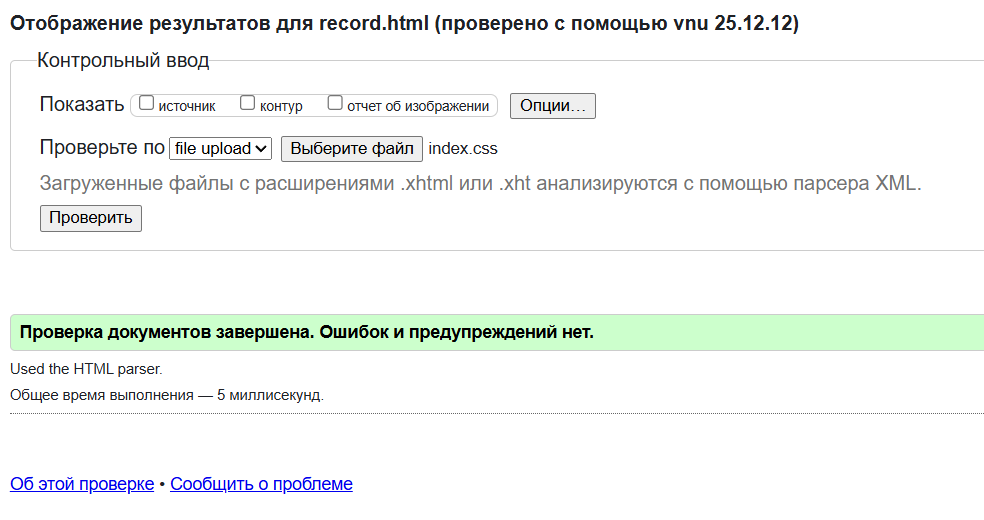 Отображение результатов для record.html (проверено с помощью vnu 25.12.12)
Контрольный ввод
Показать источник контур отчет об изображении Опции…
Проверьте по file upload Выберите файл index.css
Загруженные файлы с расширениями .xhtml или .xht анализируются с помощью парсера XML.
Проверить
Проверка документов завершена. Ошибок и предупреждений нет.
Used the HTML parser.
Общее время выполнения — 5 миллисекунд.
Об этой проверке • Сообщить о проблеме